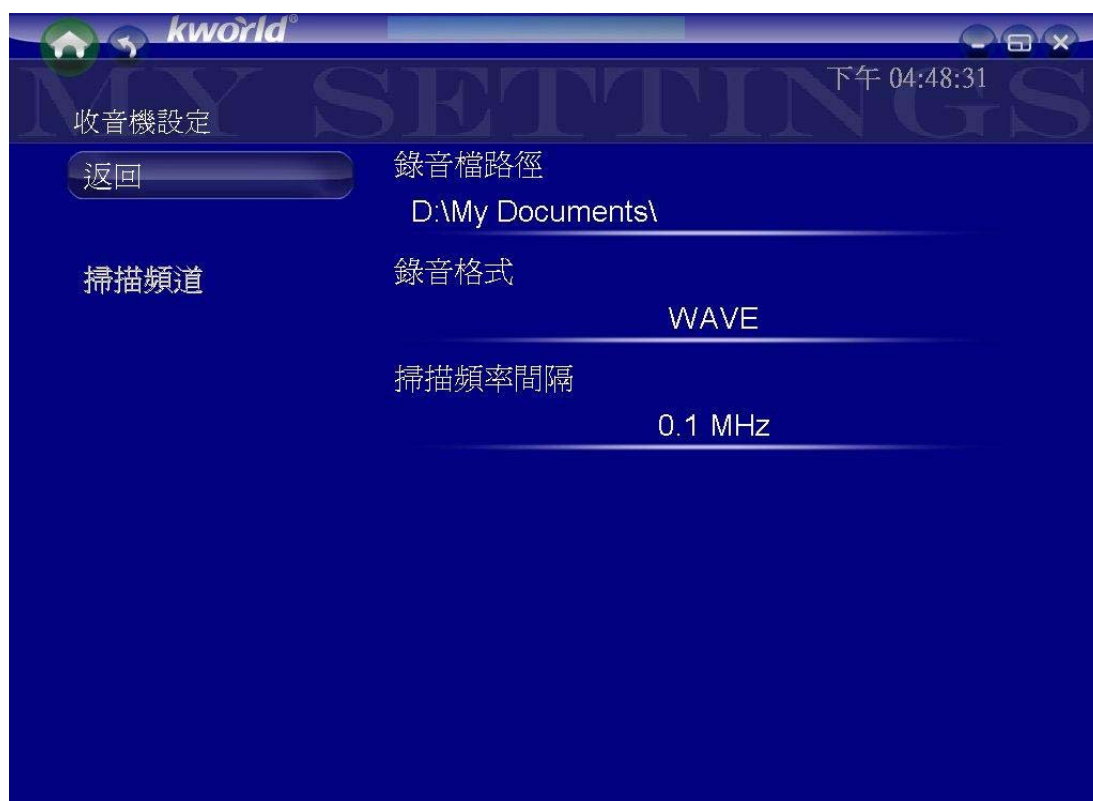 kworld®
MY SETTINGS
下午 04:48:31
收音機設定
返回
錄音檔路徑
D:\My Documents\
掃描頻道
錄音格式
WAVE
掃描頻率間隔
0.1 MHz